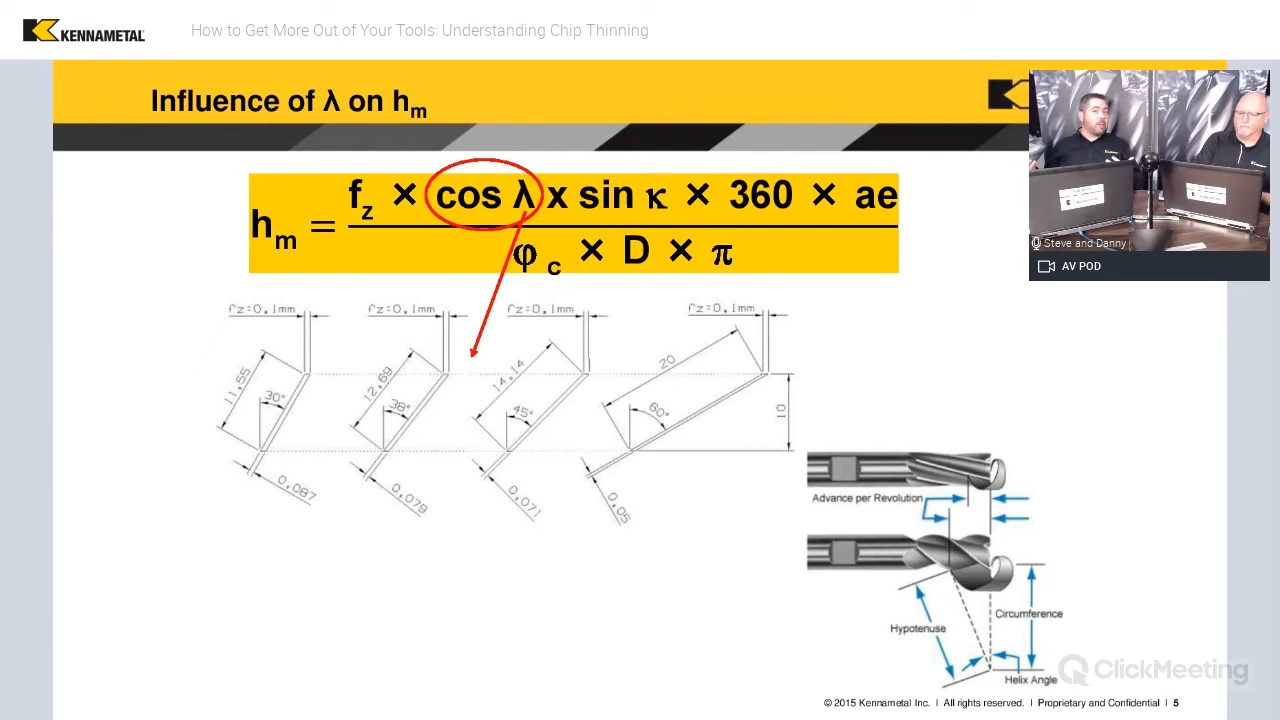 KENNAMETAL
How to Get More Out of Your Tools: Understanding Chip Thinning
Influence of λ on hm
hm = fz × cos λ x sin κ × 360 × ae
φ c × D × π
Steve and Danny
AV POD
fz=0,1mm fz=0,1mm fz=0,1mm fz=0,1mm
11,55 30° 12,69 38° 14,14 45° 20 60° 10
0,087 0,079 0,071 0,05
Advance per Revolution
Circumference
Hypotenuse
Helix Angle
ClickMeeting
© 2015 Kennametal Inc. I All rights reserved. I Proprietary and Confidential I 5